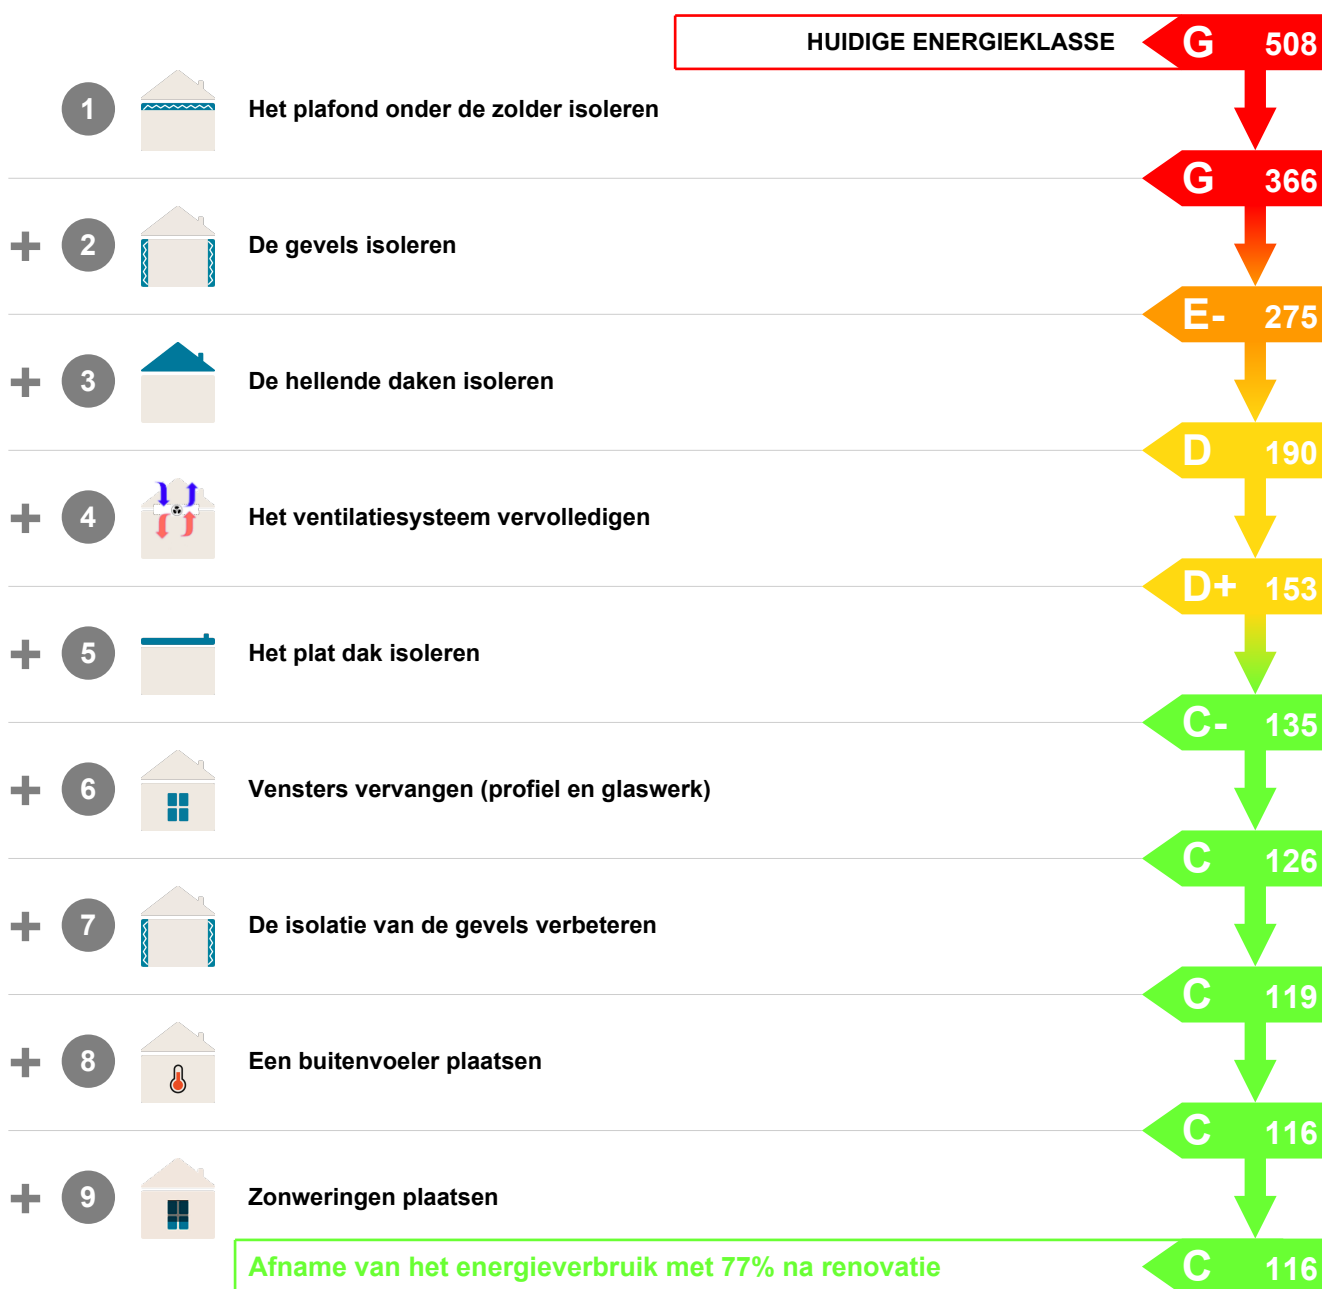 HUIDIGE ENERGIEKLASSE G 508
1 Het plafond onder de zolder isoleren
G 366
+ 2 De gevels isoleren
E- 275
+ 3 De hellende daken isoleren
D 190
+ 4 Het ventilatiesysteem vervolledigen
D+ 153
+ 5 Het plat dak isoleren
C- 135
+ 6 Vensters vervangen (profiel en glaswerk)
C 126
+ 7 De isolatie van de gevels verbeteren
C 119
+ 8 Een buitenvoeler plaatsen
C 116
+ 9 Zonweringen plaatsen
Afname van het energieverbruik met 77% na renovatie C 116